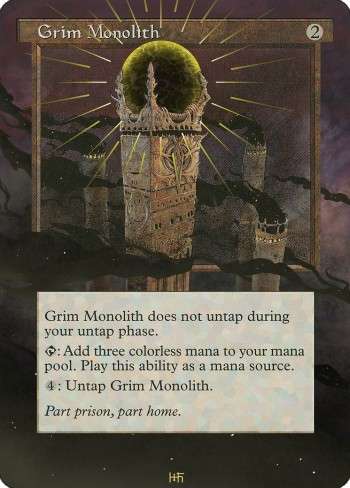 Grim Monolith 2
Grim Monolith does not untap during
your untap phase.
: Add three colorless mana to your mana
pool. Play this ability as a mana source.
4: Untap Grim Monolith.
Part prison, part home.